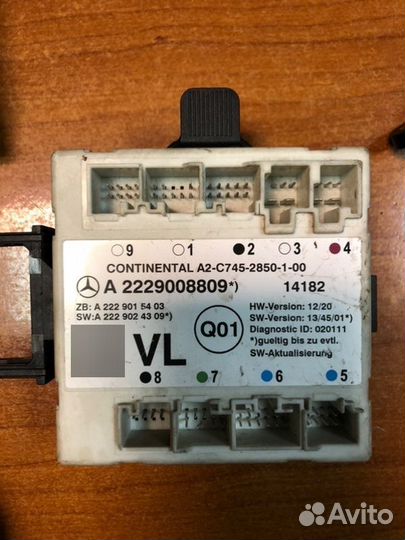 9 1 2 3 4
CONTINENTAL A2-C745-2850-1-00
A 2229008809*) 14182
ZB: A 222 901 54 03 HW-Version: 12/20
SW:A 222 902 43 09*) SW-Version: 13/45/01*)
Diagnostic ID: 020111
*)gueltig bis zu evtl.
SW-Aktualisierung
VL Q01
8 7 6 5
Avito